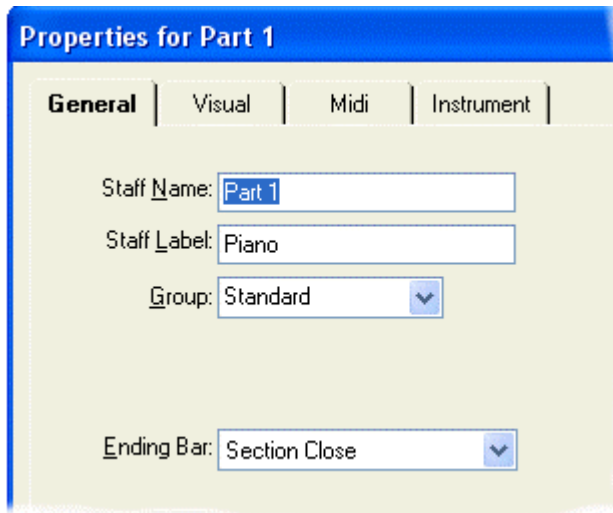 Properties for Part 1
General Visual Midi Instrument
Staff Name: Part 1
Staff Label: Piano
Group: Standard
Ending Bar: Section Close